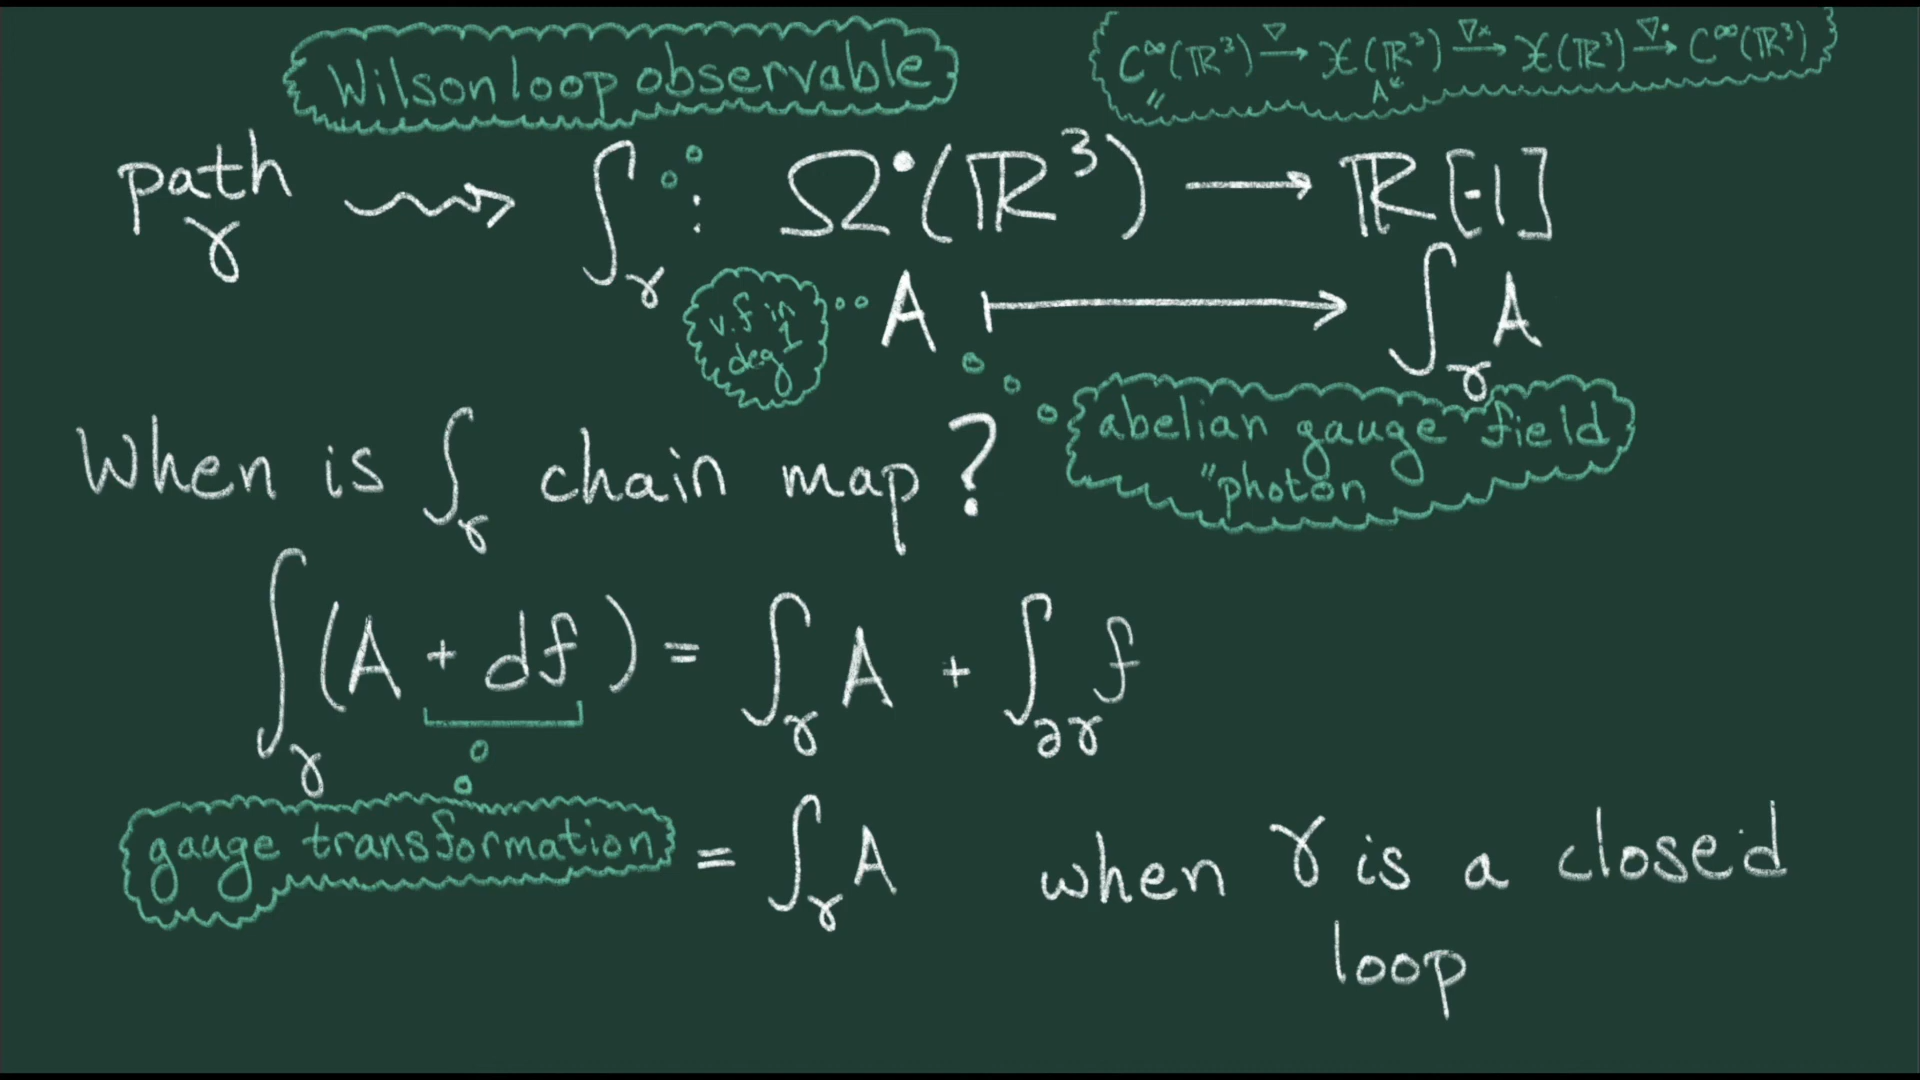 Wilson loop observable
C^∞(ℝ³) —∇→ 𝔛(ℝ³) —∇×→ 𝔛(ℝ³) —∇·→ C^∞(ℝ³)
" A
path γ ⇝ ∫_γ : Ω^•(ℝ³) → ℝ[-1]
v.f in deg 1
A ↦ ∫_γ A
abelian gauge field
"photon
When is ∫_γ chain map?
∫_γ (A + df) = ∫_γ A + ∫_∂γ f
gauge transformation
= ∫_γ A when γ is a closed
loop